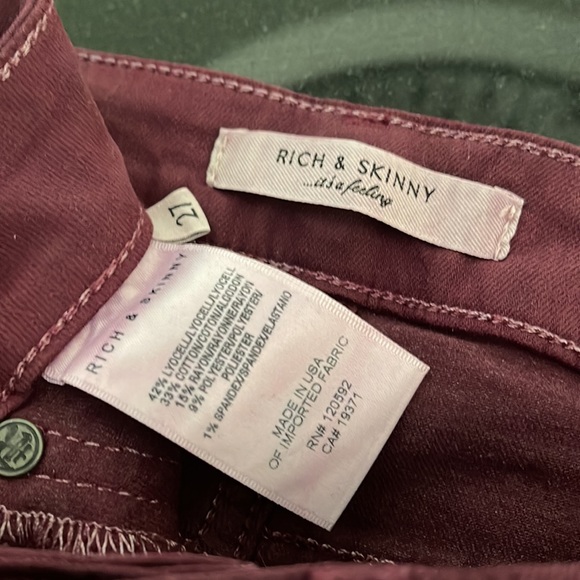 RICH & SKINNY
...it's a feeling
27
RICH & SKINNY
42% LYOCELL/LYOCELL/LYOCELL
33% COTTON/COTTON/ALGODON
15% RAYON/RAYONNE/RAYON
9% POLYESTER/POLYESTER/
POLIESTER
1% SPANDEX/SPANDEX/ELASTANO
MADE IN USA
OF IMPORTED FABRIC
RN# 120592
CA# 19371